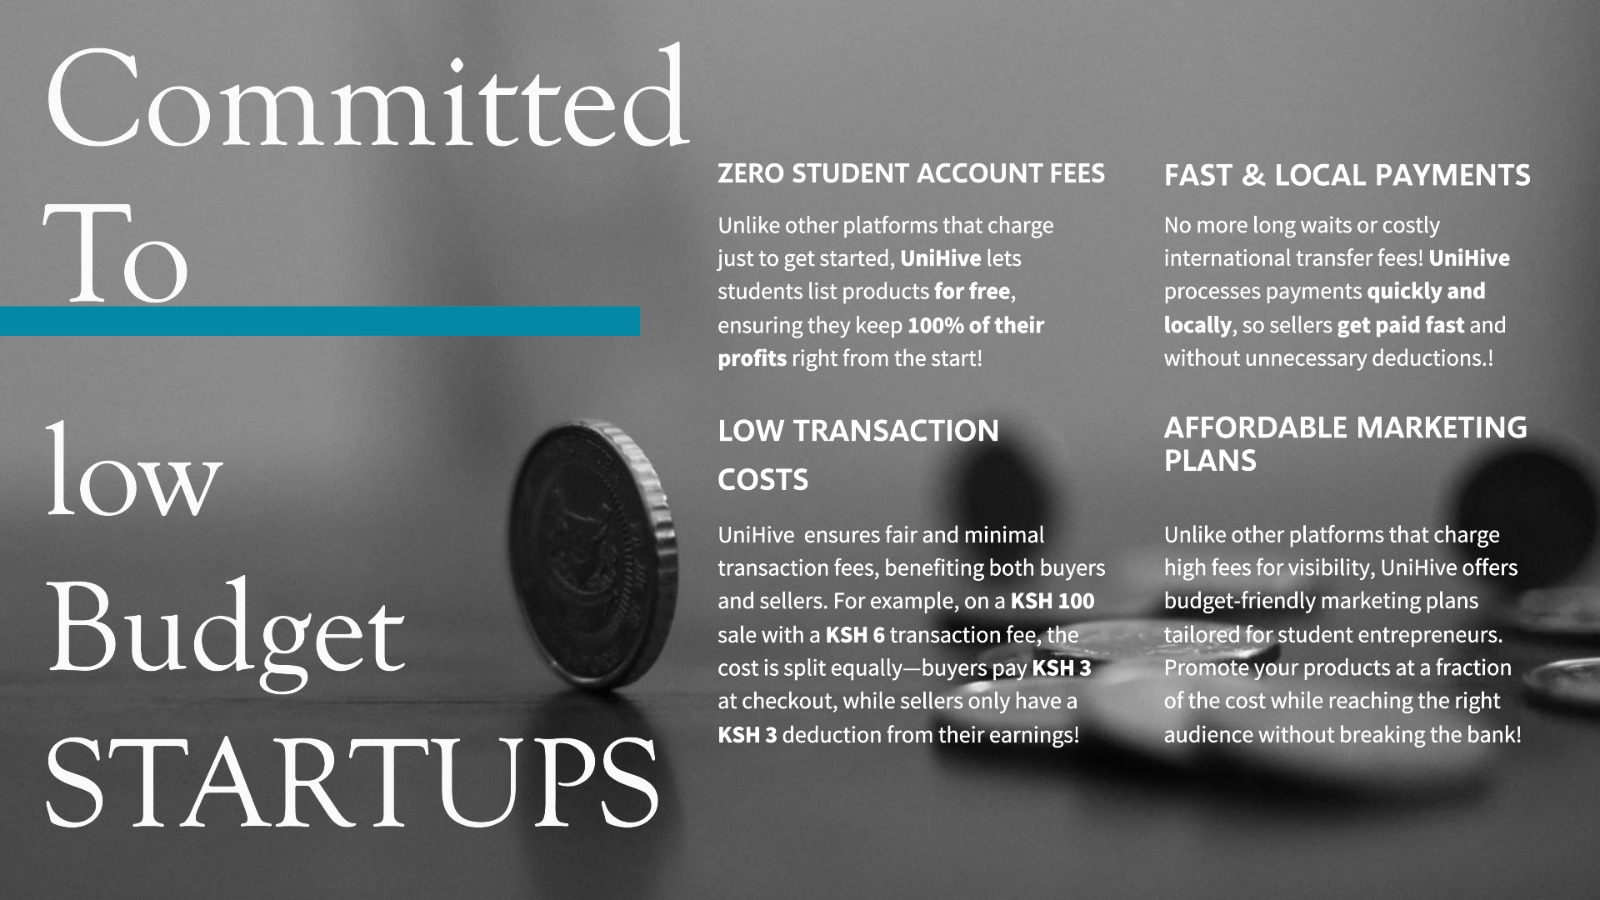 Committed
To
low
Budget
STARTUPS
ZERO STUDENT ACCOUNT FEES
Unlike other platforms that charge
just to get started, UniHive lets
students list products for free,
ensuring they keep 100% of their
profits right from the start!
FAST & LOCAL PAYMENTS
No more long waits or costly
international transfer fees! UniHive
processes payments quickly and
locally, so sellers get paid fast and
without unnecessary deductions.!
LOW TRANSACTION
COSTS
UniHive  ensures fair and minimal
transaction fees, benefiting both buyers
and sellers. For example, on a KSH 100
sale with a KSH 6 transaction fee, the
cost is split equally—buyers pay KSH 3
at checkout, while sellers only have a
KSH 3 deduction from their earnings!
AFFORDABLE MARKETING
PLANS
Unlike other platforms that charge
high fees for visibility, UniHive offers
budget-friendly marketing plans
tailored for student entrepreneurs.
Promote your products at a fraction
of the cost while reaching the right
audience without breaking the bank!